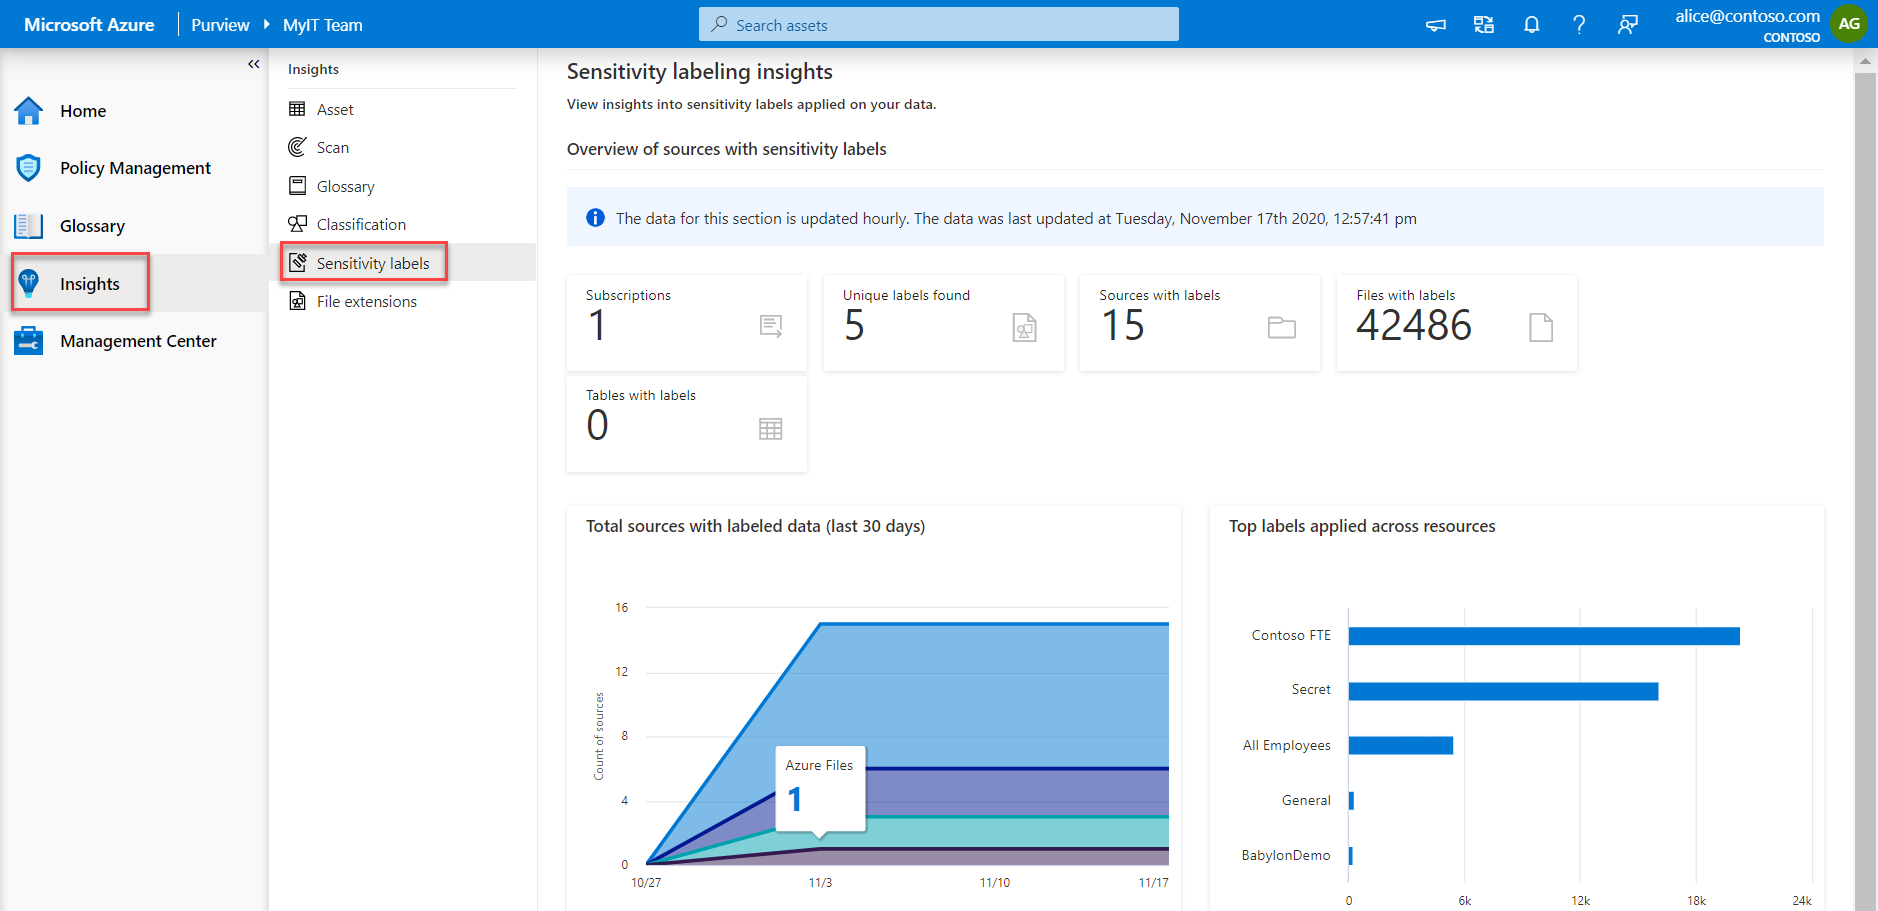 Microsoft Azure
Purview
MyIT Team
Search assets
alice@contoso.com
CONTOSO
AG
Home
Policy Management
Glossary
Insights
Management Center
Insights
Asset
Scan
Glossary
Classification
Sensitivity labels
File extensions
Sensitivity labeling insights
View insights into sensitivity labels applied on your data.
Overview of sources with sensitivity labels
The data for this section is updated hourly. The data was last updated at Tuesday, November 17th 2020, 12:57:41 pm
Subscriptions
1
Unique labels found
5
Sources with labels
15
Files with labels
42486
Tables with labels
0
Total sources with labeled data (last 30 days)
Count of sources
16
12
8
4
0
Azure Files
1
10/27
11/3
11/10
11/17
Top labels applied across resources
Contoso FTE
Secret
All Employees
General
BabylonDemo
0
6k
12k
18k
24k